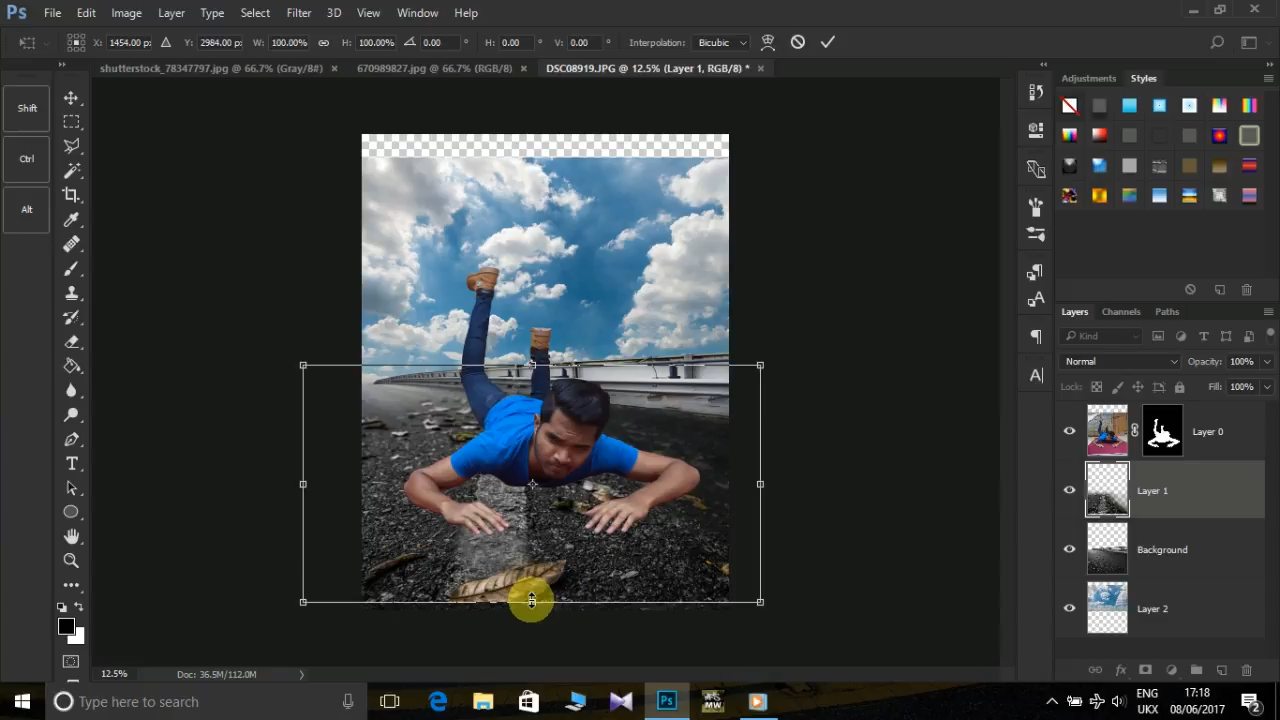 Ps File Edit Image Layer Type Select Filter 3D View Window Help
X: 1454.00 px Y: 2984.00 px W: 100.00% H: 100.00% 0.00 ° H: 0.00 ° V: 0.00 ° Interpolation: Bicubic
shutterstock_78347797.jpg @ 66.7% (Gray/8#) × 670989827.jpg @ 66.7% (RGB/8) × DSC08919.JPG @ 12.5% (Layer 1, RGB/8) * ×
Adjustments Styles
Shift
Ctrl
Alt
Layers Channels Paths
Kind
Normal Opacity: 100%
Lock: Fill: 100%
Layer 0
Layer 1
Background
Layer 2
12.5% Doc: 36.5M/112.0M
Type here to search
Ps
MW
ENG
UKX
17:18
08/06/2017
2